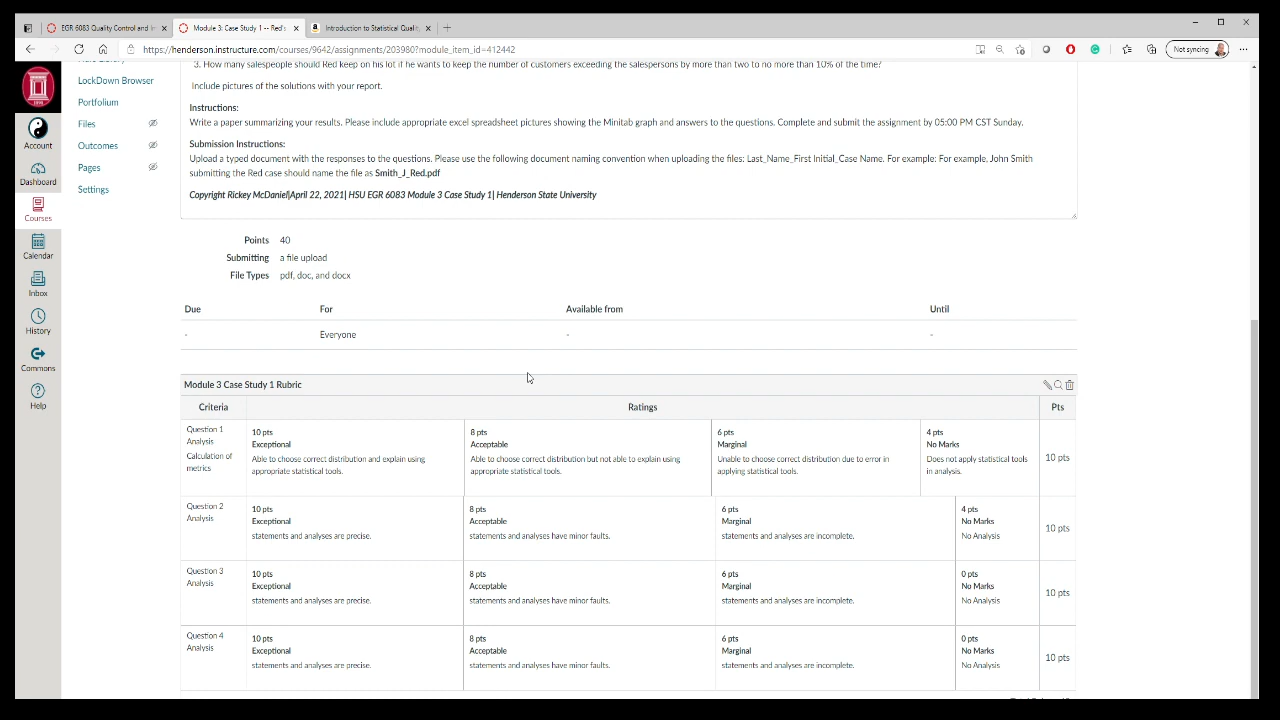 EGR 6083 Quality Control and In
Module 3: Case Study 1 -- Red's
Introduction to Statistical Quality
https://henderson.instructure.com/courses/9642/assignments/203980?module_item_id=412442
Not syncing
Account
Dashboard
Courses
Calendar
Inbox
History
Commons
Help
LockDown Browser
Portfolium
Files
Outcomes
Pages
Settings
3. How many salespeople should Red keep on his lot if he wants to keep the number of customers exceeding the salespersons by more than two to no more than 10% of the time?
Include pictures of the solutions with your report.
Instructions:
Write a paper summarizing your results. Please include appropriate excel spreadsheet pictures showing the Minitab graph and answers to the questions. Complete and submit the assignment by 05:00 PM CST Sunday.
Submission Instructions:
Upload a typed document with the responses to the questions. Please use the following document naming convention when uploading the files: Last_Name_First Initial_Case Name. For example: For example, John Smith
submitting the Red case should name the file as Smith_J_Red.pdf
Copyright Rickey McDaniel|April 22, 2021| HSU EGR 6083 Module 3 Case Study 1| Henderson State University
Points 40
Submitting a file upload
File Types pdf, doc, and docx
Due For Available from Until
- Everyone - -
Module 3 Case Study 1 Rubric
Criteria Ratings Pts
Question 1
Analysis
Calculation of
metrics
10 pts
Exceptional
Able to choose correct distribution and explain using
appropriate statistical tools.
8 pts
Acceptable
Able to choose correct distribution but not able to explain using
appropriate statistical tools.
6 pts
Marginal
Unable to choose correct distribution due to error in
applying statistical tools.
4 pts
No Marks
Does not apply statistical tools
in analysis.
10 pts
Question 2
Analysis
10 pts
Exceptional
statements and analyses are precise.
8 pts
Acceptable
statements and analyses have minor faults.
6 pts
Marginal
statements and analyses are incomplete.
4 pts
No Marks
No Analysis
10 pts
Question 3
Analysis
10 pts
Exceptional
statements and analyses are precise.
8 pts
Acceptable
statements and analyses have minor faults.
6 pts
Marginal
statements and analyses are incomplete.
0 pts
No Marks
No Analysis
10 pts
Question 4
Analysis
10 pts
Exceptional
statements and analyses are precise.
8 pts
Acceptable
statements and analyses have minor faults.
6 pts
Marginal
statements and analyses are incomplete.
0 pts
No Marks
No Analysis
10 pts